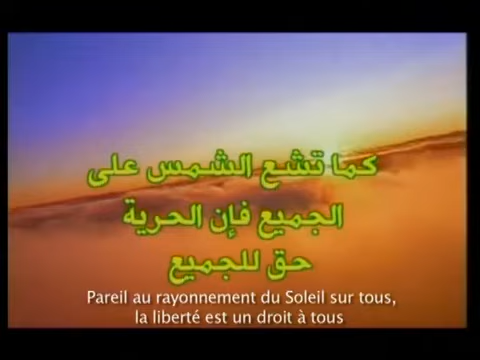 كما تشع الشمس على
الجميع فإن الحرية
حق للجميع
Pareil au rayonnement du Soleil sur tous,
la liberté est un droit à tous